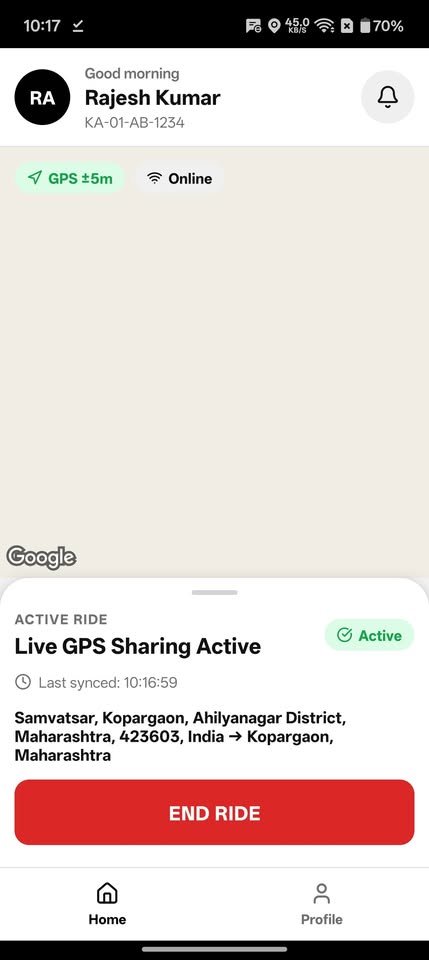 10:17 45.0 KB/S 70%
Good morning
RA Rajesh Kumar
KA-01-AB-1234
GPS ±5m Online
Google
ACTIVE RIDE
Live GPS Sharing Active
Active
Last synced: 10:16:59
Samvatsar, Kopargaon, Ahilyanagar District,
Maharashtra, 423603, India → Kopargaon,
Maharashtra
END RIDE
Home Profile